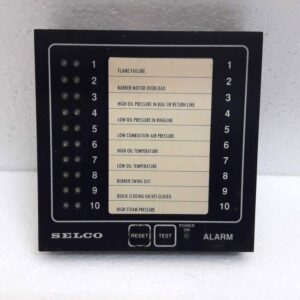 1 FLAME FAILURE 1
2 BURNER MOTOR OVERLOAD 2
3 HIGH OIL PRESSURE IN BUR. OR RETURN LINE 3
4 LOW OIL PRESSURE IN RINGLINE 4
5 LOW COMBUSTION AIR PRESSURE 5
6 HIGH OIL TEMPERATURE 6
7 LOW OIL TEMPERATURE 7
8 BURNER SWING OUT 8
9 QUICK CLOSING VALVES CLOSED 9
10 HIGH STEAM PRESSURE 10
SELCO RESET TEST POWER ON ALARM